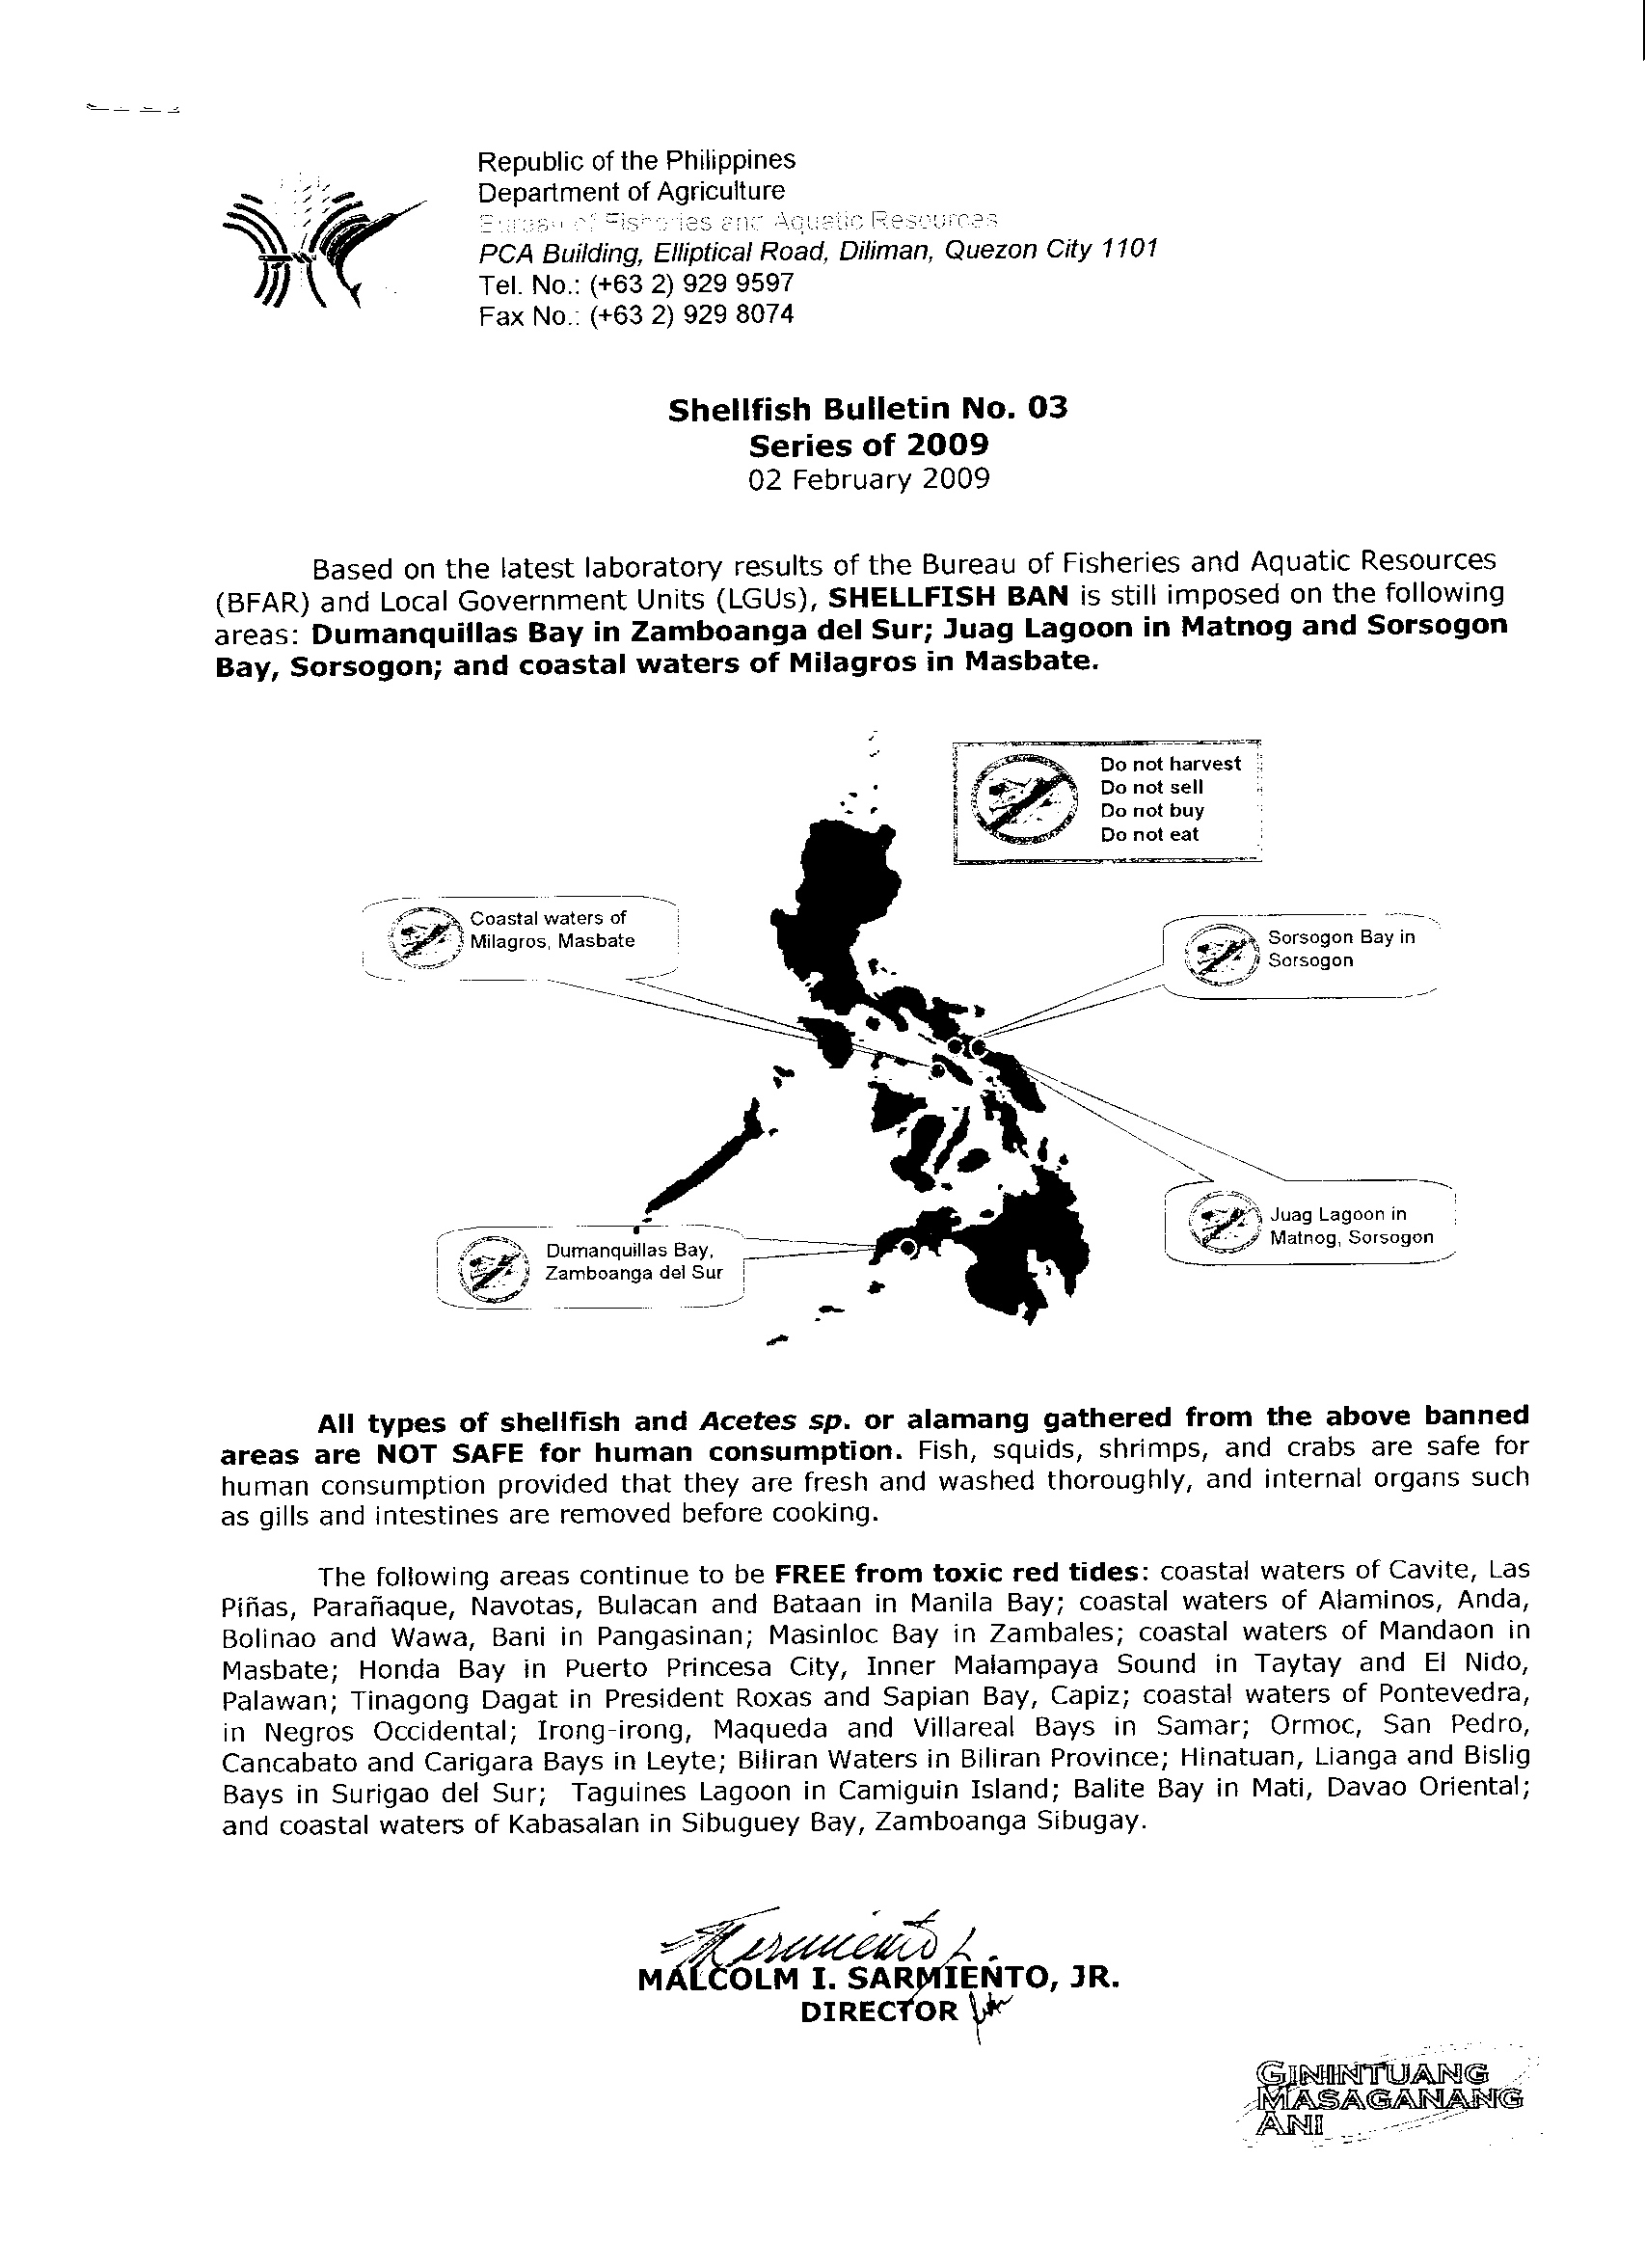 Republic of the Philippines
Department of Agriculture
Bureau of Fisheries and Aquatic Resources
PCA Building, Elliptical Road, Diliman, Quezon City 1101
Tel. No.: (+63 2) 929 9597
Fax No.: (+63 2) 929 8074
Shellfish Bulletin No. 03
Series of 2009
02 February 2009
Based on the latest laboratory results of the Bureau of Fisheries and Aquatic Resources
(BFAR) and Local Government Units (LGUs), SHELLFISH BAN is still imposed on the following
areas: Dumanquillas Bay in Zamboanga del Sur; Juag Lagoon in Matnog and Sorsogon
Bay, Sorsogon; and coastal waters of Milagros in Masbate.
Do not harvest
Do not sell
Do not buy
Do not eat
Coastal waters of
Milagros, Masbate
Sorsogon Bay in
Sorsogon
Juag Lagoon in
Matnog, Sorsogon
Dumanquillas Bay,
Zamboanga del Sur
All types of shellfish and Acetes sp. or alamang gathered from the above banned
areas are NOT SAFE for human consumption. Fish, squids, shrimps, and crabs are safe for
human consumption provided that they are fresh and washed thoroughly, and internal organs such
as gills and intestines are removed before cooking.
The following areas continue to be FREE from toxic red tides: coastal waters of Cavite, Las
Piñas, Parañaque, Navotas, Bulacan and Bataan in Manila Bay; coastal waters of Alaminos, Anda,
Bolinao and Wawa, Bani in Pangasinan; Masinloc Bay in Zambales; coastal waters of Mandaon in
Masbate; Honda Bay in Puerto Princesa City, Inner Malampaya Sound in Taytay and El Nido,
Palawan; Tinagong Dagat in President Roxas and Sapian Bay, Capiz; coastal waters of Pontevedra,
in Negros Occidental; Irong-irong, Maqueda and Villareal Bays in Samar; Ormoc, San Pedro,
Cancabato and Carigara Bays in Leyte; Biliran Waters in Biliran Province; Hinatuan, Lianga and Bislig
Bays in Surigao del Sur; Taguines Lagoon in Camiguin Island; Balite Bay in Mati, Davao Oriental;
and coastal waters of Kabasalan in Sibuguey Bay, Zamboanga Sibugay.
MALCOLM I. SARMIENTO, JR.
DIRECTOR
GININTUANG
MASAGANANG
ANI